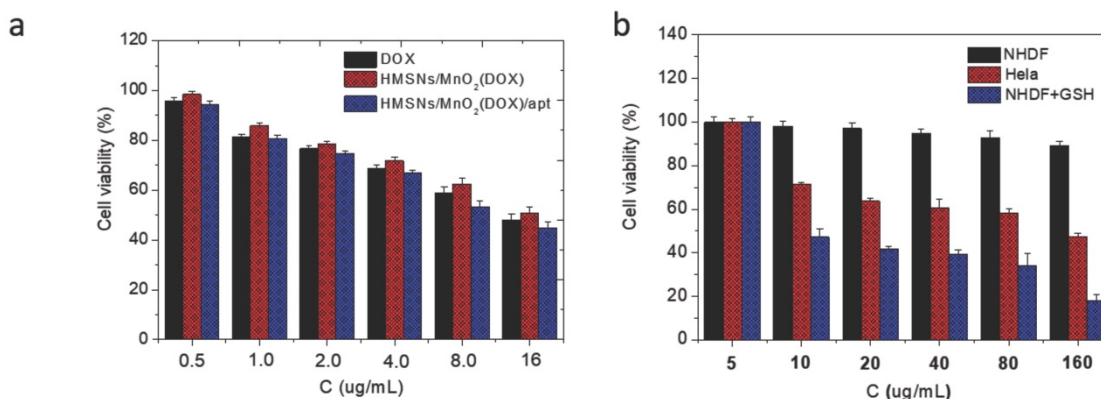 a
120
100
80
60
40
20
0
Cell viability (%)
DOX
HMSNs/MnO₂(DOX)
HMSNs/MnO₂(DOX)/apt
0.5 1.0 2.0 4.0 8.0 16
C (ug/mL)
b
140
120
100
80
60
40
20
0
Cell viability (%)
NHDF
Hela
NHDF+GSH
5 10 20 40 80 160
C (ug/mL)